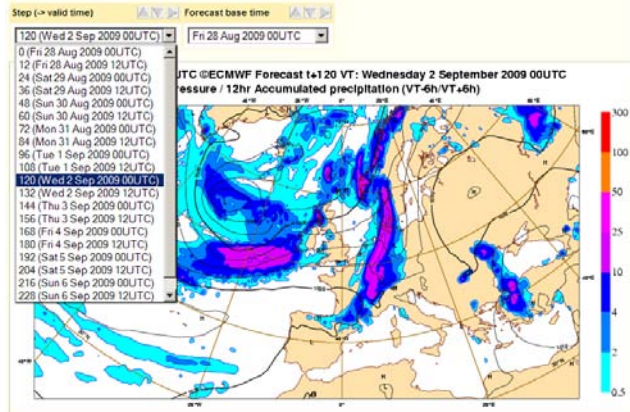 Step (-> valid time)
Forecast base time
120 (Wed 2 Sep 2009 00UTC)
Fri 28 Aug 2009 00UTC
0 (Fri 28 Aug 2009 00UTC)
12 (Fri 28 Aug 2009 12UTC)
24 (Sat 29 Aug 2009 00UTC)
36 (Sat 29 Aug 2009 12UTC)
48 (Sun 30 Aug 2009 00UTC)
60 (Sun 30 Aug 2009 12UTC)
72 (Mon 31 Aug 2009 00UTC)
84 (Mon 31 Aug 2009 12UTC)
96 (Tue 1 Sep 2009 00UTC)
108 (Tue 1 Sep 2009 12UTC)
120 (Wed 2 Sep 2009 00UTC)
132 (Wed 2 Sep 2009 12UTC)
144 (Thu 3 Sep 2009 00UTC)
156 (Thu 3 Sep 2009 12UTC)
168 (Fri 4 Sep 2009 00UTC)
180 (Fri 4 Sep 2009 12UTC)
192 (Sat 5 Sep 2009 00UTC)
204 (Sat 5 Sep 2009 12UTC)
216 (Sun 6 Sep 2009 00UTC)
228 (Sun 6 Sep 2009 12UTC)
UTC ©ECMWF Forecast t+120 VT: Wednesday 2 September 2009 00UTC
ressure / 12hr Accumulated precipitation (VT-6h/VT+6h)
300
100
50
25
10
4
2
0.5